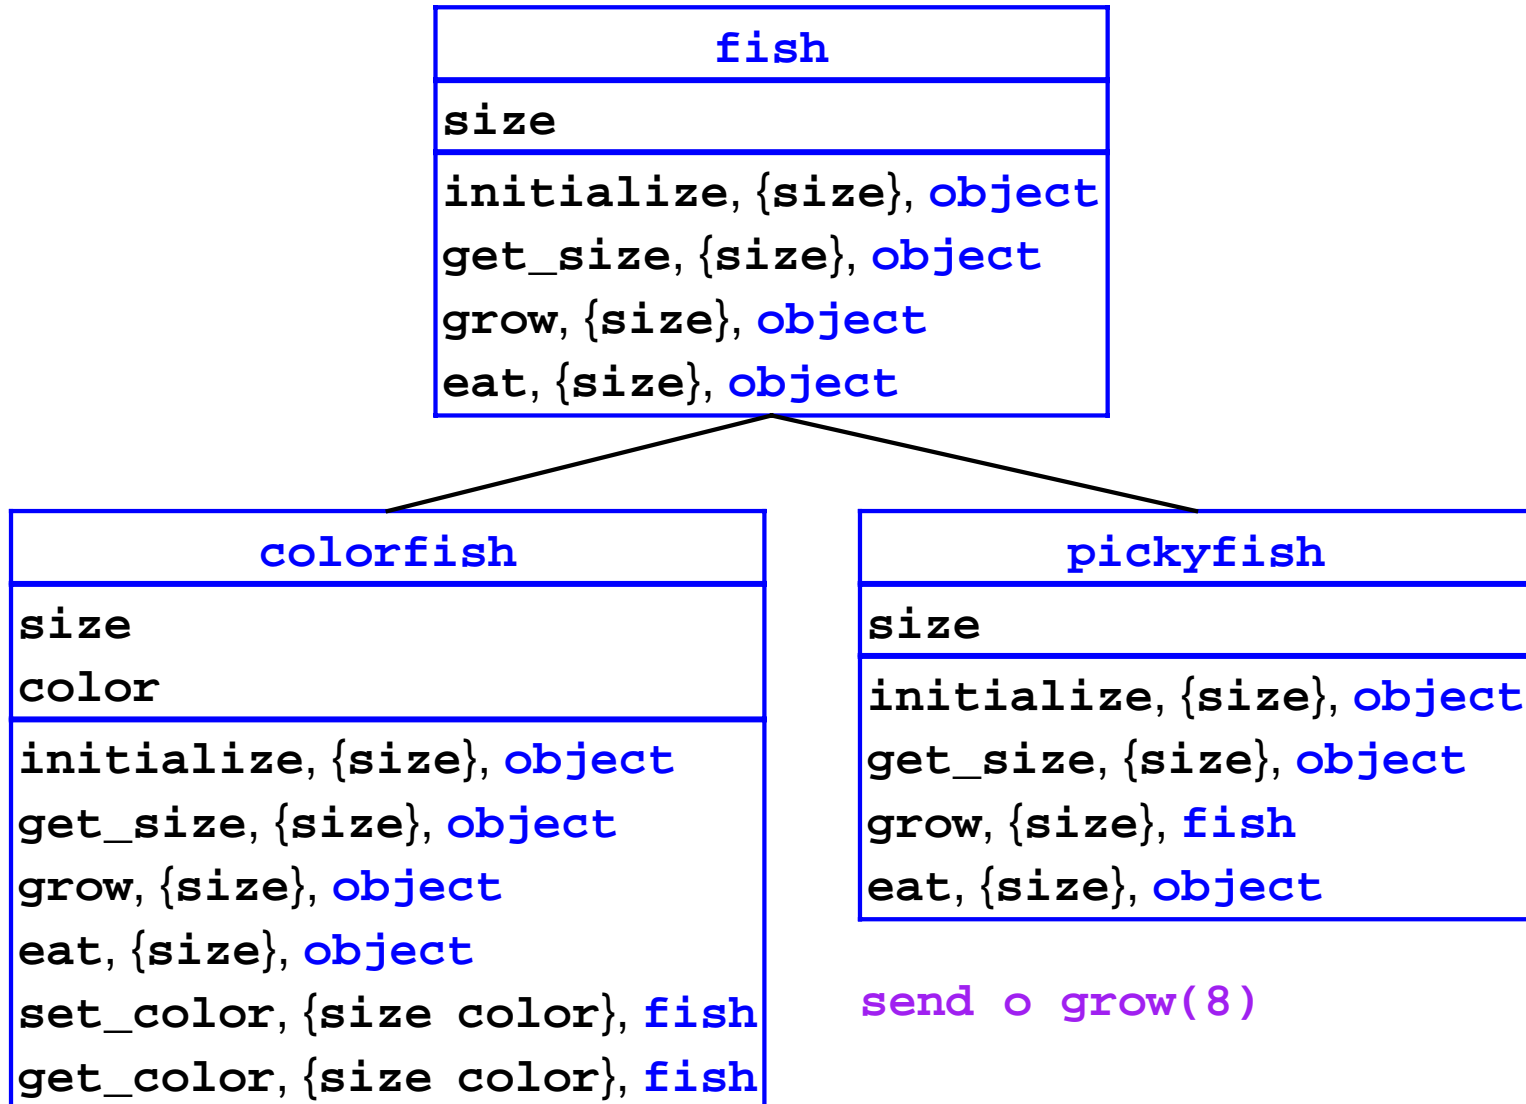 fish
size
initialize, {size}, object
get_size, {size}, object
grow, {size}, object
eat, {size}, object
colorfish
size
color
initialize, {size}, object
get_size, {size}, object
grow, {size}, object
eat, {size}, object
set_color, {size color}, fish
get_color, {size color}, fish
pickyfish
size
initialize, {size}, object
get_size, {size}, object
grow, {size}, fish
eat, {size}, object
send o grow(8)